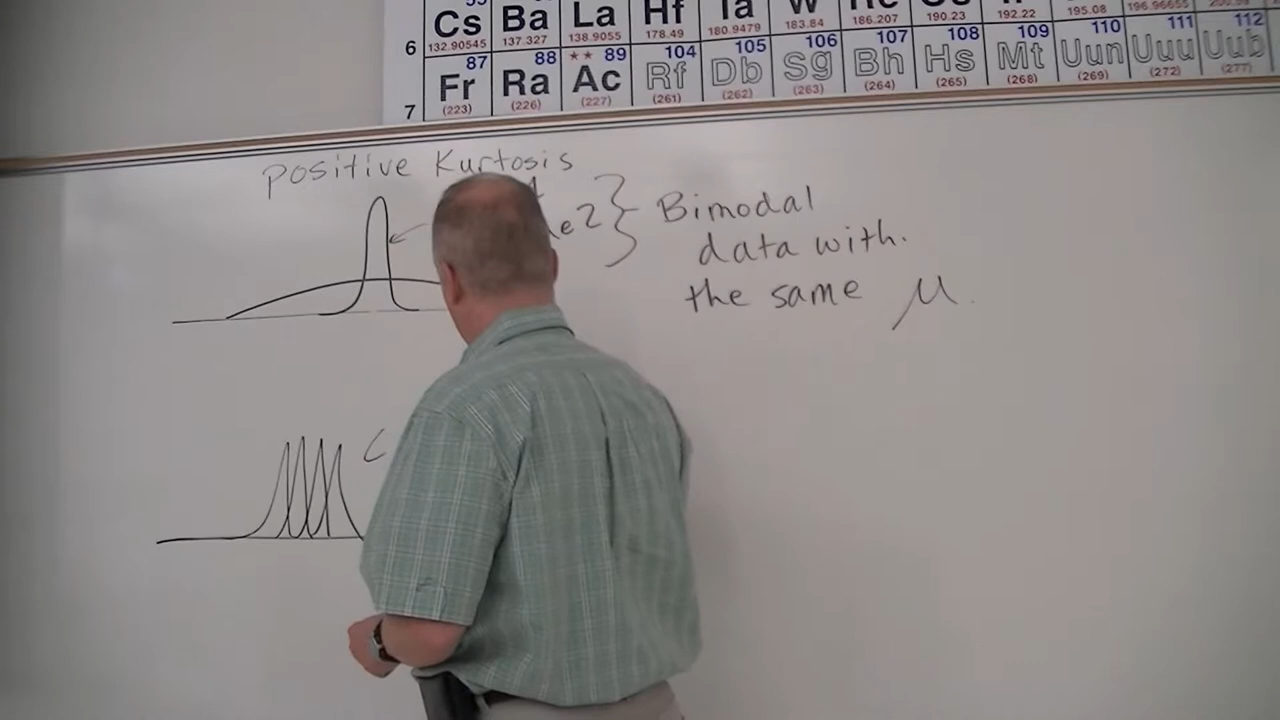 Cs Ba La Hf Ta W Re Os
6 132.90545 137.327 138.9055 178.49 180.9479 183.84 186.207 190.23 192.22 195.08 196.96655
87 88 ★★ 89 104 105 106 107 108 109 110 111 112
Fr Ra Ac Rf Db Sg Bh Hs Mt Uun Uuu Uub
7 (223) (226) (227) (261) (262) (263) (264) (265) (268) (269) (272) (277)
positive Kurtosis
e2 } Bimodal
data with.
the same μ.